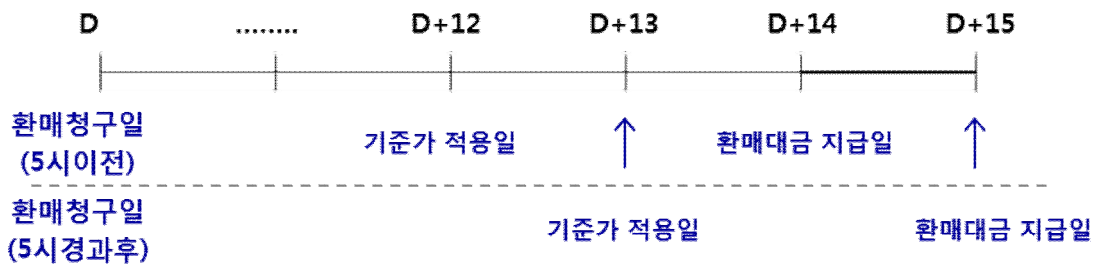 D ........ D+12 D+13 D+14 D+15
환매청구일
(5시이전)
기준가 적용일
환매대금 지급일
환매청구일
(5시경과후)
기준가 적용일
환매대금 지급일